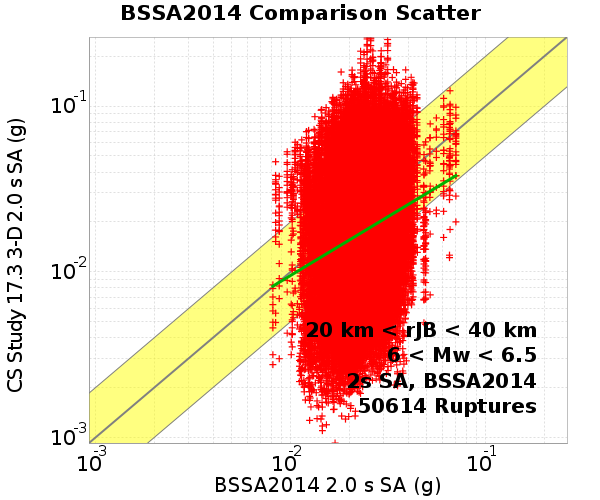 BSSA2014 Comparison Scatter
CS Study 17.3 3-D 2.0 s SA (g)
10-1
10-2
10-3
20 km < rJB < 40 km
6 < Mw < 6.5
2s SA, BSSA2014
50614 Ruptures
10-3
10-2
10-1
BSSA2014 2.0 s SA (g)